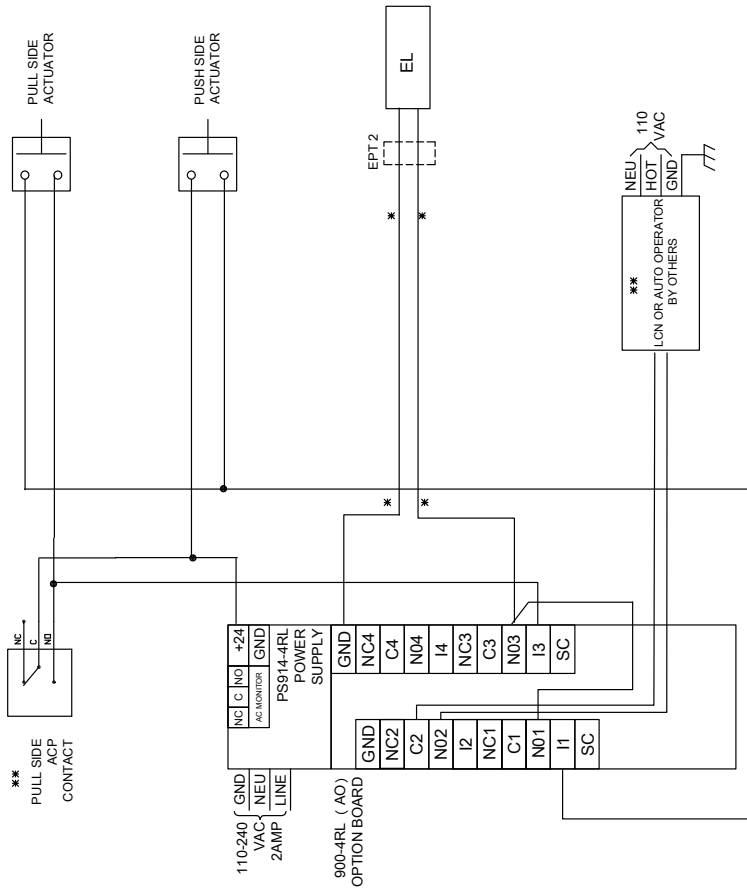 PULL SIDE
ACTUATOR
PUSH SIDE
ACTUATOR
EL
EPT 2
*
*
*
*
NEU
HOT
GND
110
VAC
**
LCN OR AUTO OPERATOR
BY OTHERS
NC
C
NO
**
PULL SIDE
ACP
CONTACT
+24
GND
NC C NO
AC MONITOR
PS914-4RL
POWER
SUPPLY
110-240
VAC
2AMP
GND
NEU
LINE
GND
NC4
C4
N04
I4
NC3
C3
N03
I3
SC
900-4RL ( AO)
OPTION BOARD
GND
NC2
C2
N02
I2
NC1
C1
N01
I1
SC